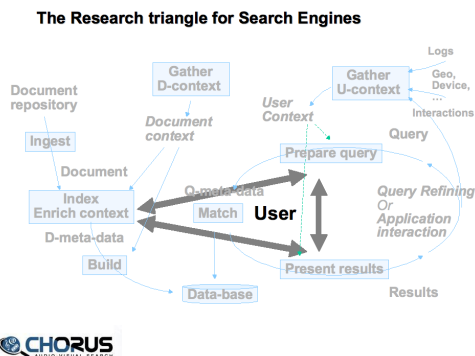 The Research triangle for Search Engines
Logs
Gather
D-context
Gather
U-context
Geo,
Device,
...
Interactions
Document
repository
User
Context
Document
context
Query
Ingest
Prepare query
Document
Index
Enrich context
Q-meta-data
Match
User
Query Refining
Or
Application
interaction
D-meta-data
Build
Present results
Data-base
Results
CHORUS
AUDIO VISUAL SEARCH